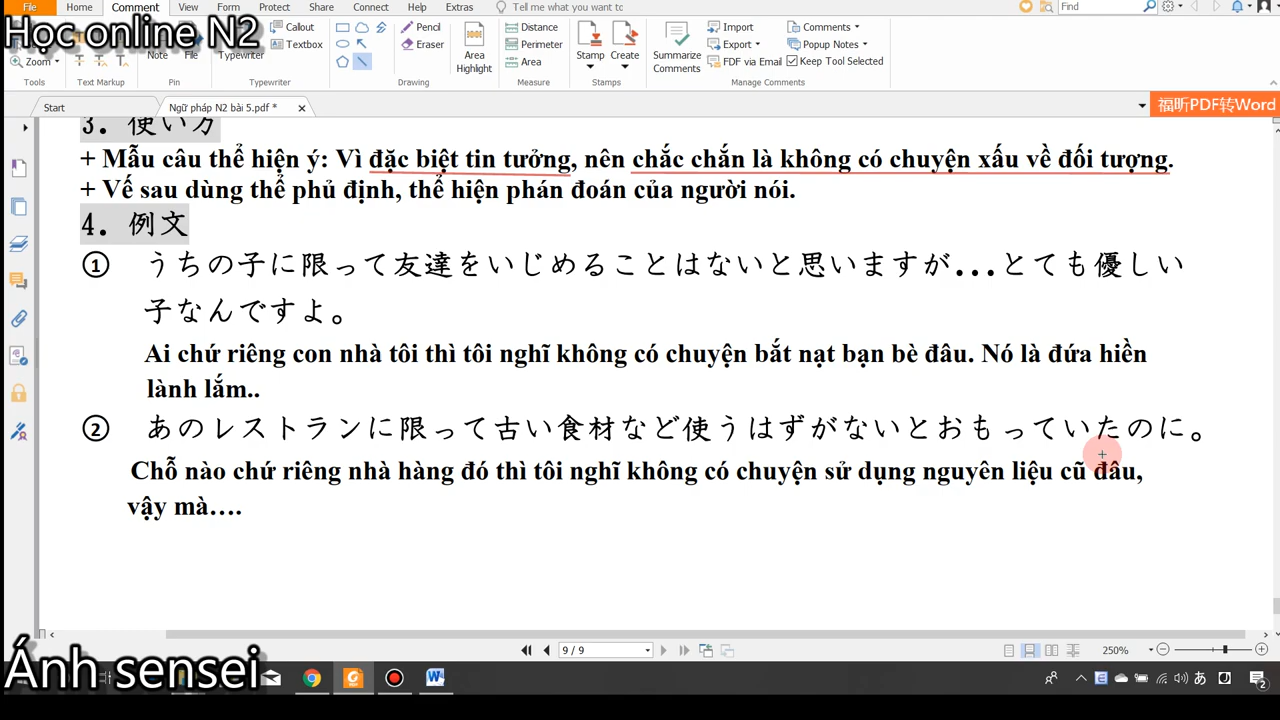 File Home Comment View Form Protect Share Connect Help Extras Tell me what you want to Find
Học online N2
Zoom Note File Typewriter Callout Textbox Pencil Eraser Area Highlight Distance Perimeter Area Stamp Create Summarize Comments Import Export FDF via Email Comments Popup Notes Keep Tool Selected
Tools Text Markup Pin Typewriter Drawing Measure Stamps Manage Comments
Start Ngữ pháp N2 bài 5.pdf * 福昕PDF转Word
3. 使い方
+ Mẫu câu thể hiện ý: Vì đặc biệt tin tưởng, nên chắc chắn là không có chuyện xấu về đối tượng.
+ Vế sau dùng thể phủ định, thể hiện phán đoán của người nói.
4. 例文
① うちの子に限って友達をいじめることはないと思いますが...とても優しい
子なんですよ。
Ai chứ riêng con nhà tôi thì tôi nghĩ không có chuyện bắt nạt bạn bè đâu. Nó là đứa hiền
lành lắm..
② あのレストランに限って古い食材など使うはずがないとおもっていたのに。
Chỗ nào chứ riêng nhà hàng đó thì tôi nghĩ không có chuyện sử dụng nguyên liệu cũ đâu,
vậy mà….
9 / 9 250%
Ánh sensei
あ 2